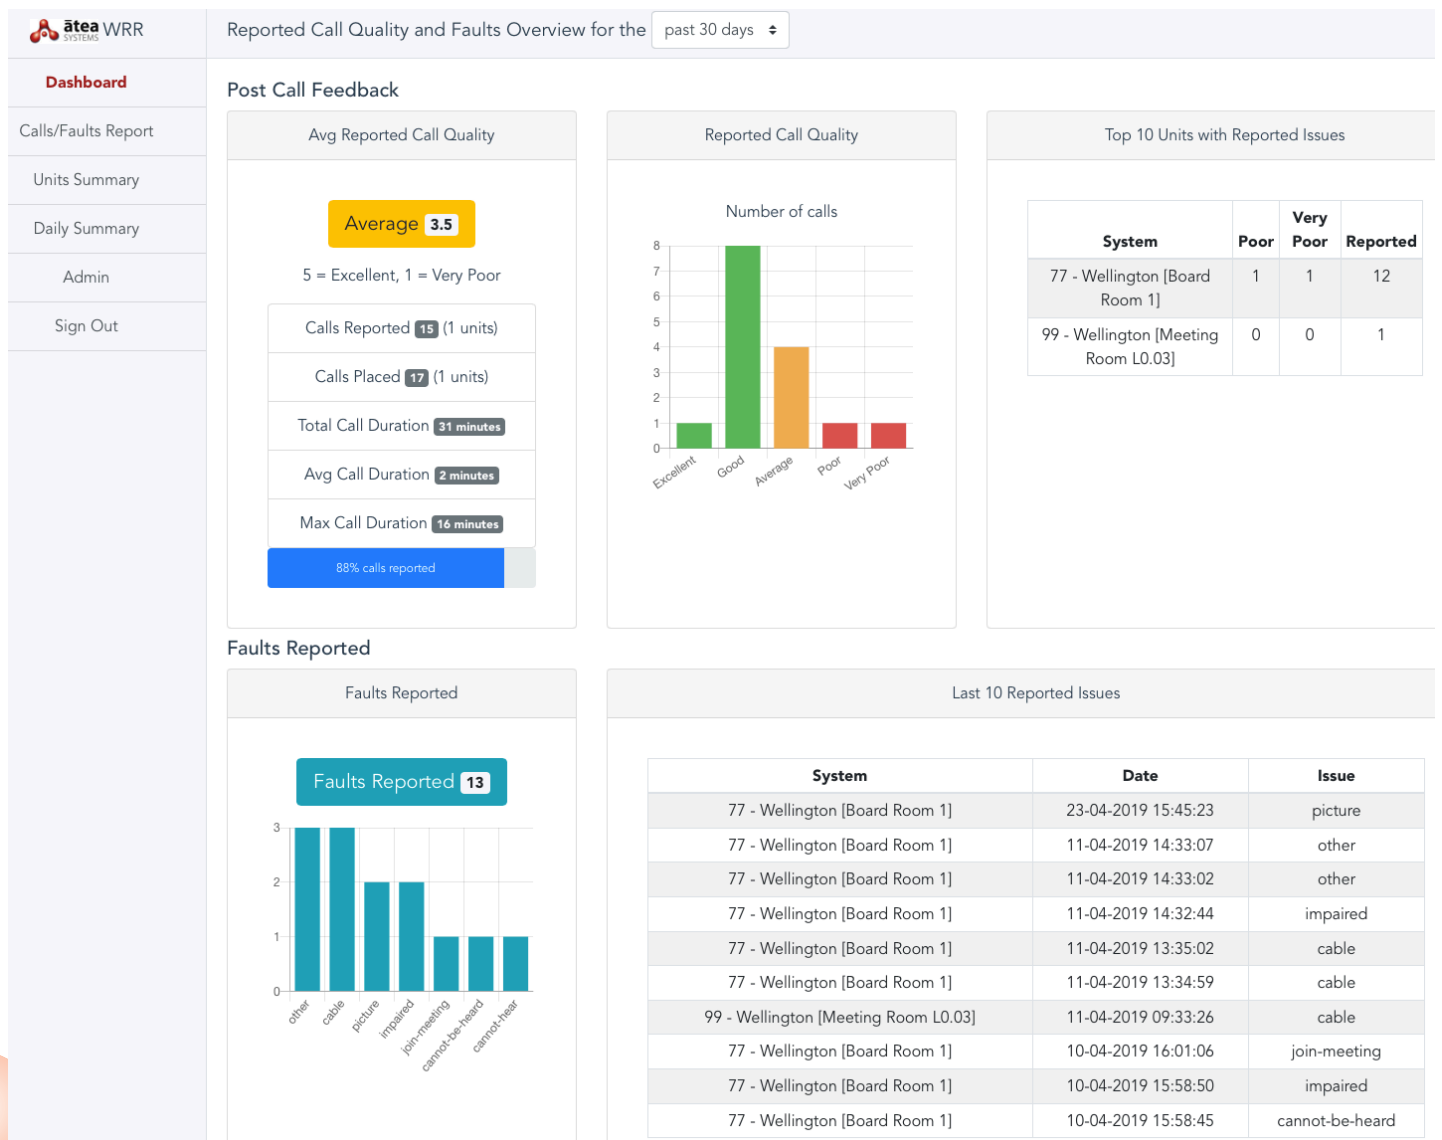 ātea SYSTEMS WRR
Reported Call Quality and Faults Overview for the past 30 days
Dashboard
Calls/Faults Report
Units Summary
Daily Summary
Admin
Sign Out
Post Call Feedback
Avg Reported Call Quality
Average 3.5
5 = Excellent, 1 = Very Poor
Calls Reported 15 (1 units)
Calls Placed 17 (1 units)
Total Call Duration 31 minutes
Avg Call Duration 2 minutes
Max Call Duration 16 minutes
88% calls reported
Reported Call Quality
Number of calls
8
7
6
5
4
3
2
1
0
Excellent Good Average Poor Very Poor
Top 10 Units with Reported Issues
System Poor Very Poor Reported
77 - Wellington [Board Room 1] 1 1 12
99 - Wellington [Meeting Room L0.03] 0 0 1
Faults Reported
Faults Reported
Faults Reported 13
3
2
1
0
other cable picture impaired join-meeting cannot-be-heard cannot-hear
Last 10 Reported Issues
System Date Issue
77 - Wellington [Board Room 1] 23-04-2019 15:45:23 picture
77 - Wellington [Board Room 1] 11-04-2019 14:33:07 other
77 - Wellington [Board Room 1] 11-04-2019 14:33:02 other
77 - Wellington [Board Room 1] 11-04-2019 14:32:44 impaired
77 - Wellington [Board Room 1] 11-04-2019 13:35:02 cable
77 - Wellington [Board Room 1] 11-04-2019 13:34:59 cable
99 - Wellington [Meeting Room L0.03] 11-04-2019 09:33:26 cable
77 - Wellington [Board Room 1] 10-04-2019 16:01:06 join-meeting
77 - Wellington [Board Room 1] 10-04-2019 15:58:50 impaired
77 - Wellington [Board Room 1] 10-04-2019 15:58:45 cannot-be-heard